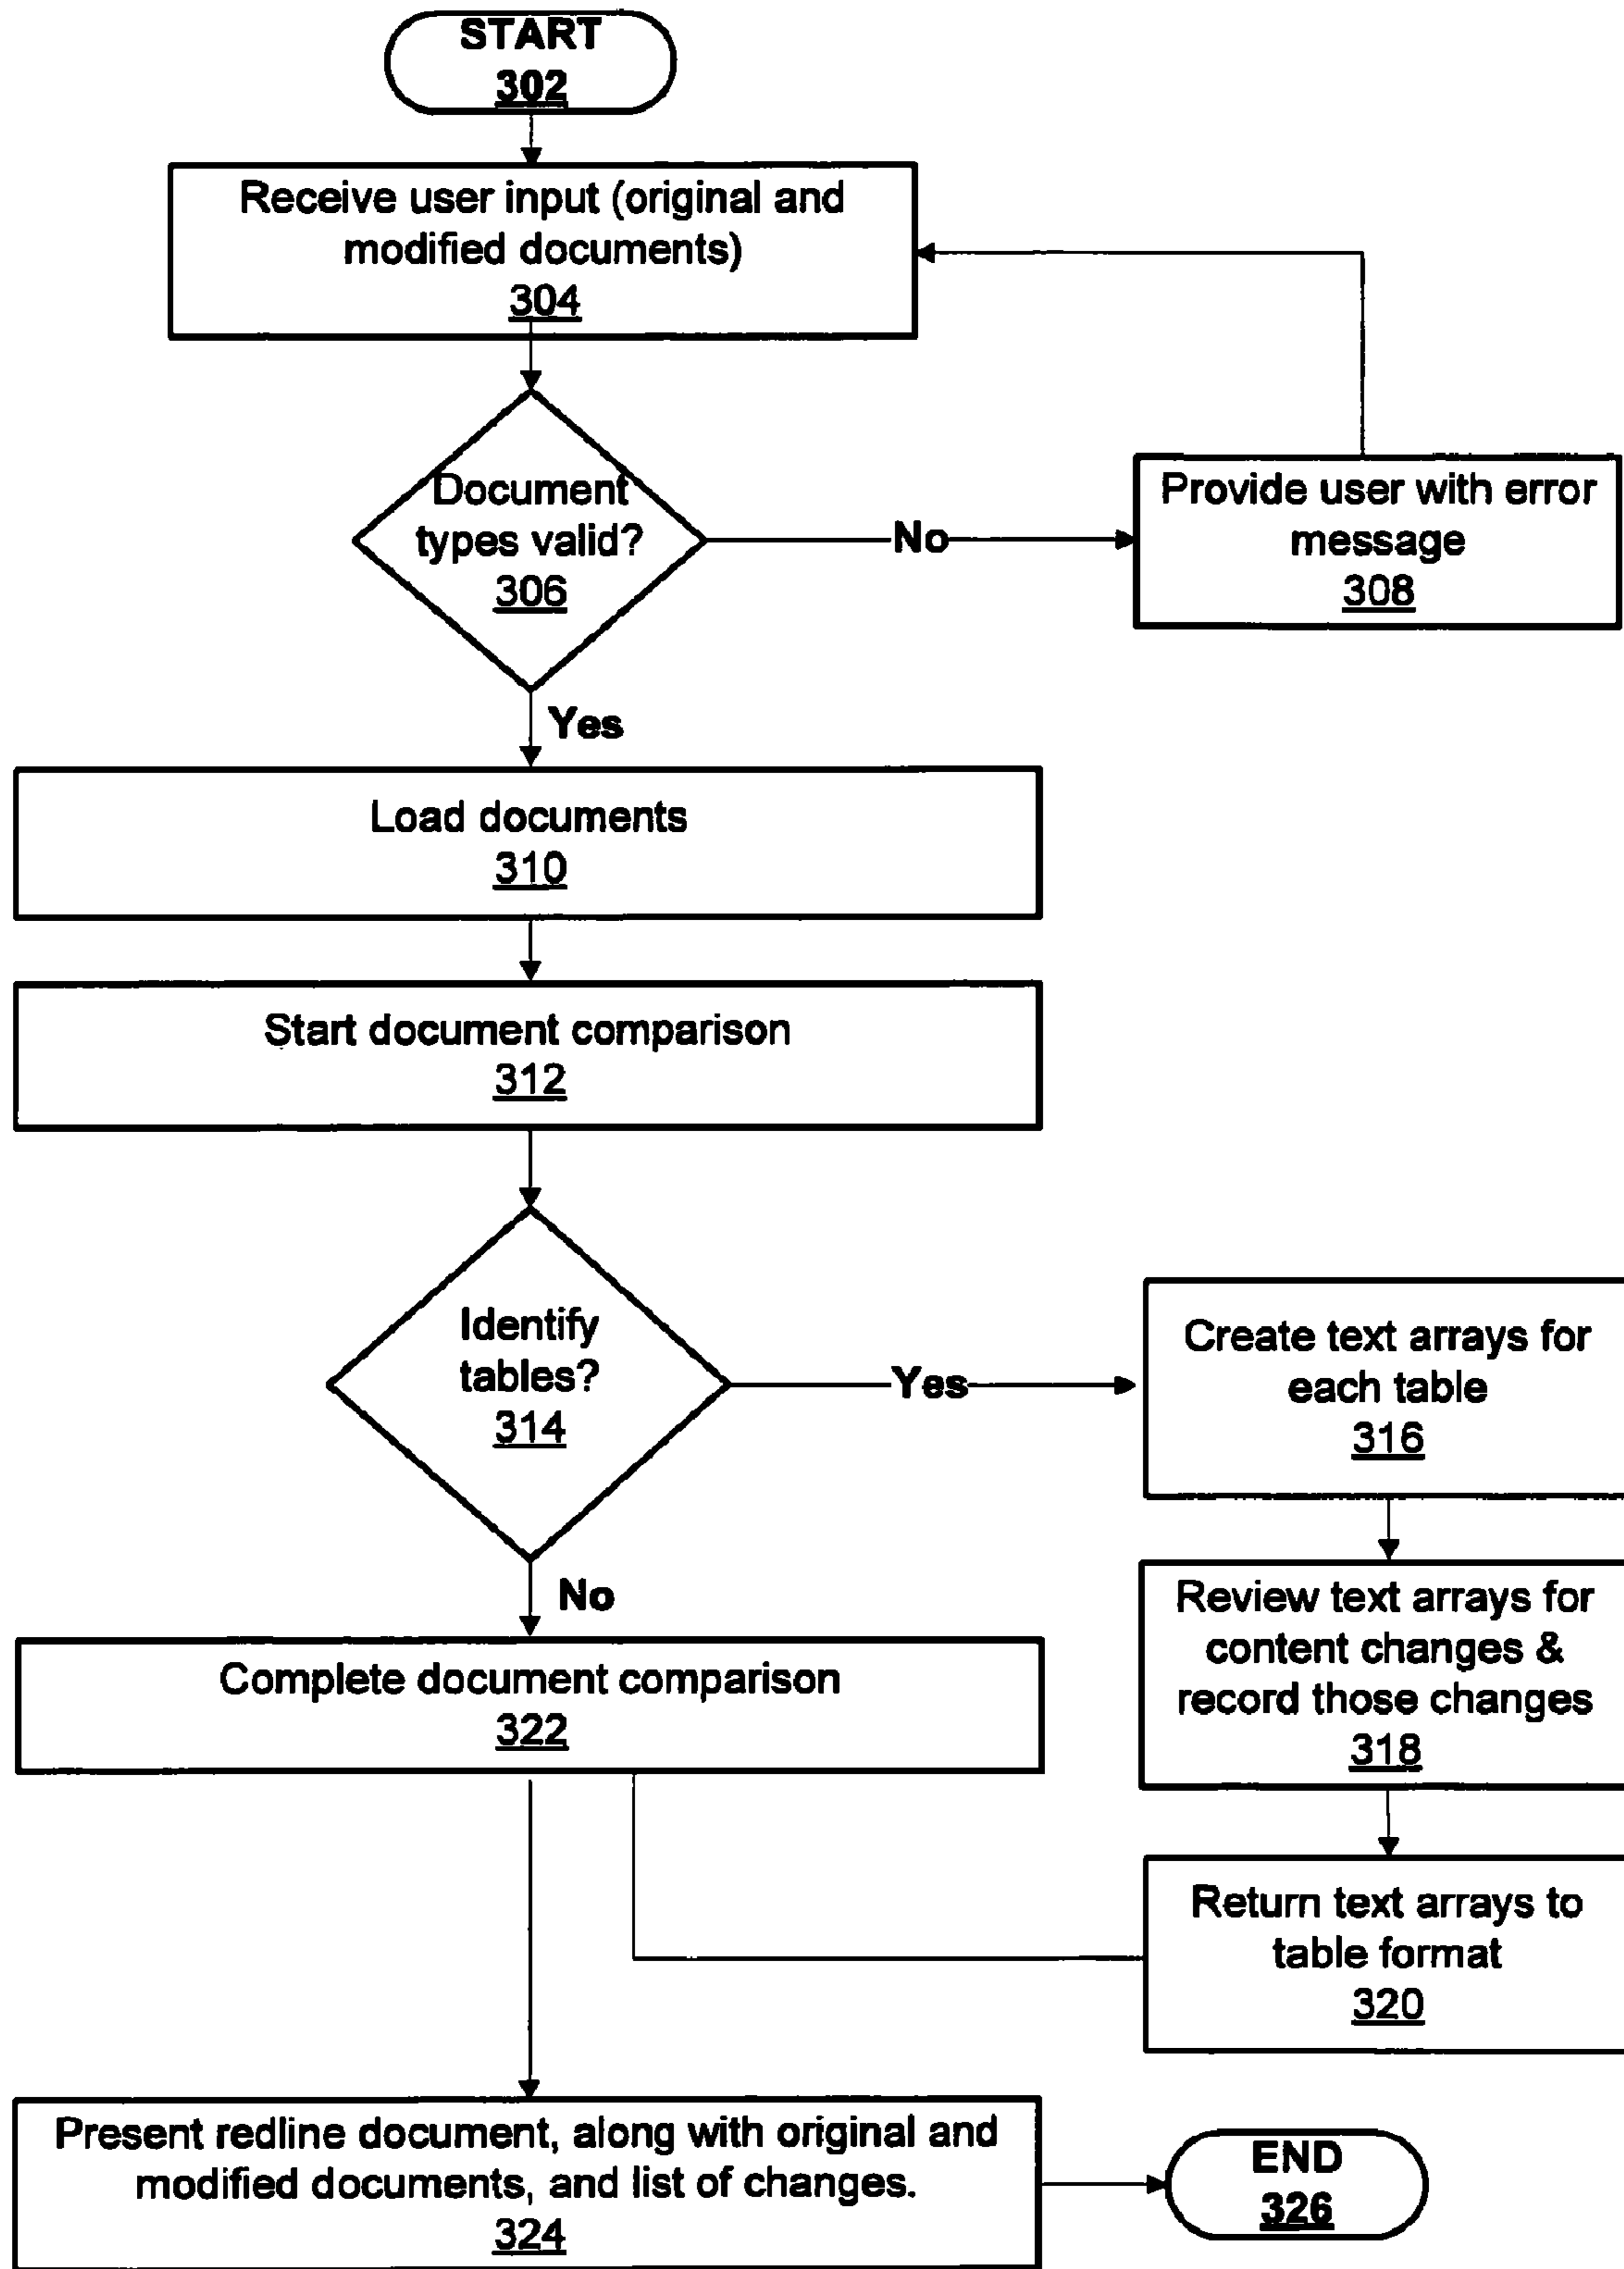 START
302
Receive user input (original and
modified documents)
304
Document
types valid?
306
No
Provide user with error
message
308
Yes
Load documents
310
Start document comparison
312
Identify
tables?
314
Yes
Create text arrays for
each table
316
No
Review text arrays for
content changes &
record those changes
318
Complete document comparison
322
Return text arrays to
table format
320
Present redline document, along with original and
modified documents, and list of changes.
324
END
326